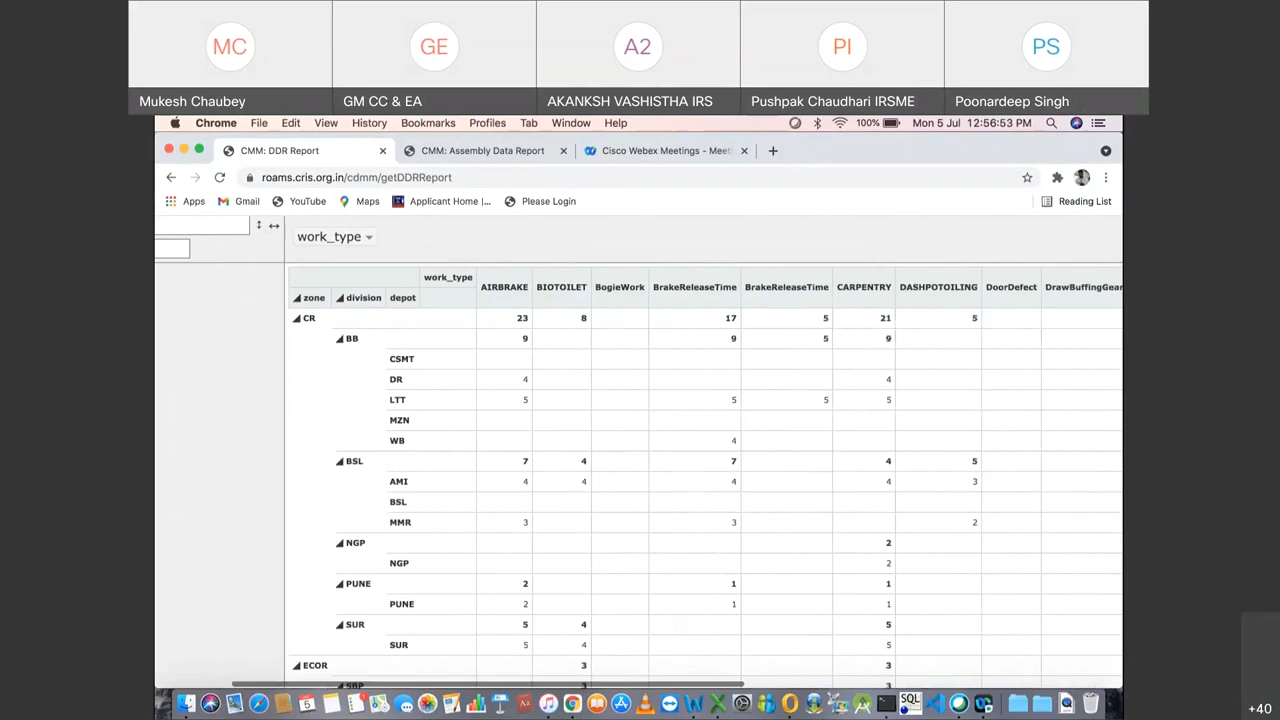 MC GE A2 PI PS
Mukesh Chaubey GM CC & EA AKANKSH VASHISTHA IRS Pushpak Chaudhari IRSME Poonardeep Singh
Chrome File Edit View History Bookmarks Profiles Tab Window Help 100% Mon 5 Jul 12:56:53 PM
CMM: DDR Report CMM: Assembly Data Report Cisco Webex Meetings - Meeti
roams.cris.org.in/cdmm/getDDRReport
Apps Gmail YouTube Maps Applicant Home |... Please Login Reading List
work_type
work_type
zone division depot AIRBRAKE BIOTOILET BogieWork BrakeReleaseTime BrakeReleaseTime CARPENTRY DASHPOTOILING DoorDefect DrawBuffingGear
CR 23 8 17 5 21 5
BB 9 9 5 9
CSMT
DR 4 4
LTT 5 5 5 5
MZN
WB 4
BSL 7 4 7 4 5
AMI 4 4 4 4 3
BSL
MMR 3 3 2
NGP 2
NGP 2
PUNE 2 1 1
PUNE 2 1 1
SUR 5 4 5
SUR 5 4 5
ECOR 3 3
SBP 3 3
SQL
+40